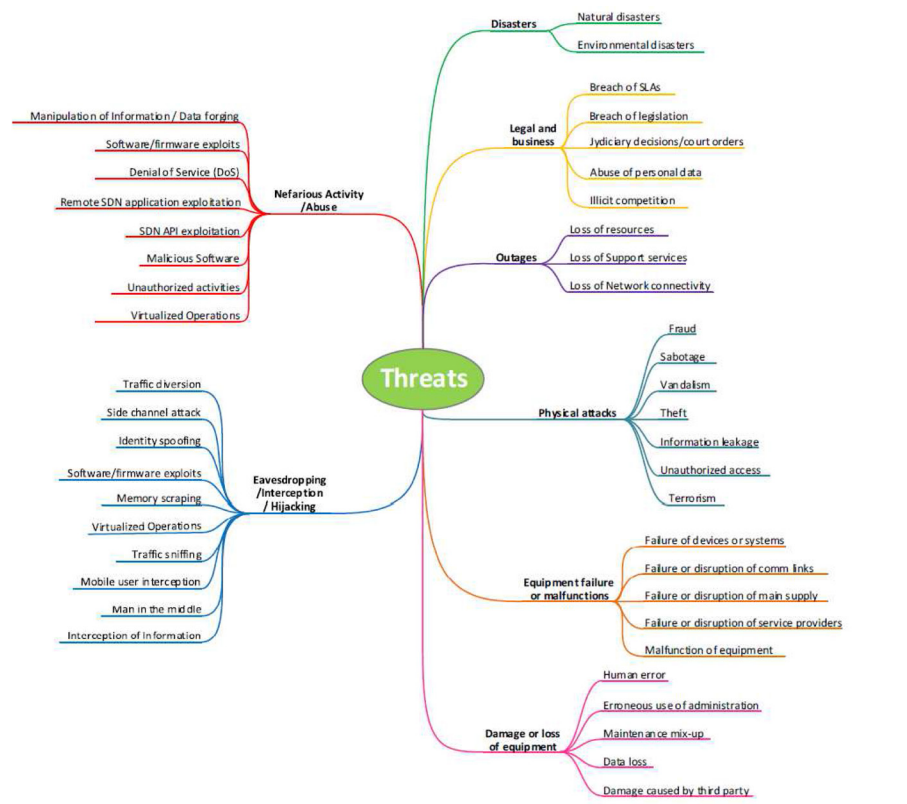 Disasters
Natural disasters
Environmental disasters
Legal and
business
Breach of SLAs
Breach of legislation
Jydiciary decisions/court orders
Abuse of personal data
Illicit competition
Outages
Loss of resources
Loss of Support services
Loss of Network connectivity
Threats
Physical attacks
Fraud
Sabotage
Vandalism
Theft
Information leakage
Unauthorized access
Terrorism
Equipment failure
or malfunctions
Failure of devices or systems
Failure or disruption of comm links
Failure or disruption of main supply
Failure or disruption of service providers
Malfunction of equipment
Damage or loss
of equipment
Human error
Erroneous use of administration
Maintenance mix-up
Data loss
Damage caused by third party
Nefarious Activity
/Abuse
Manipulation of Information / Data forging
Software/firmware exploits
Denial of Service (DoS)
Remote SDN application exploitation
SDN API exploitation
Malicious Software
Unauthorized activities
Virtualized Operations
Eavesdropping
/Interception
/ Hijacking
Traffic diversion
Side channel attack
Identity spoofing
Software/firmware exploits
Memory scraping
Virtualized Operations
Traffic sniffing
Mobile user interception
Man in the middle
Interception of Information